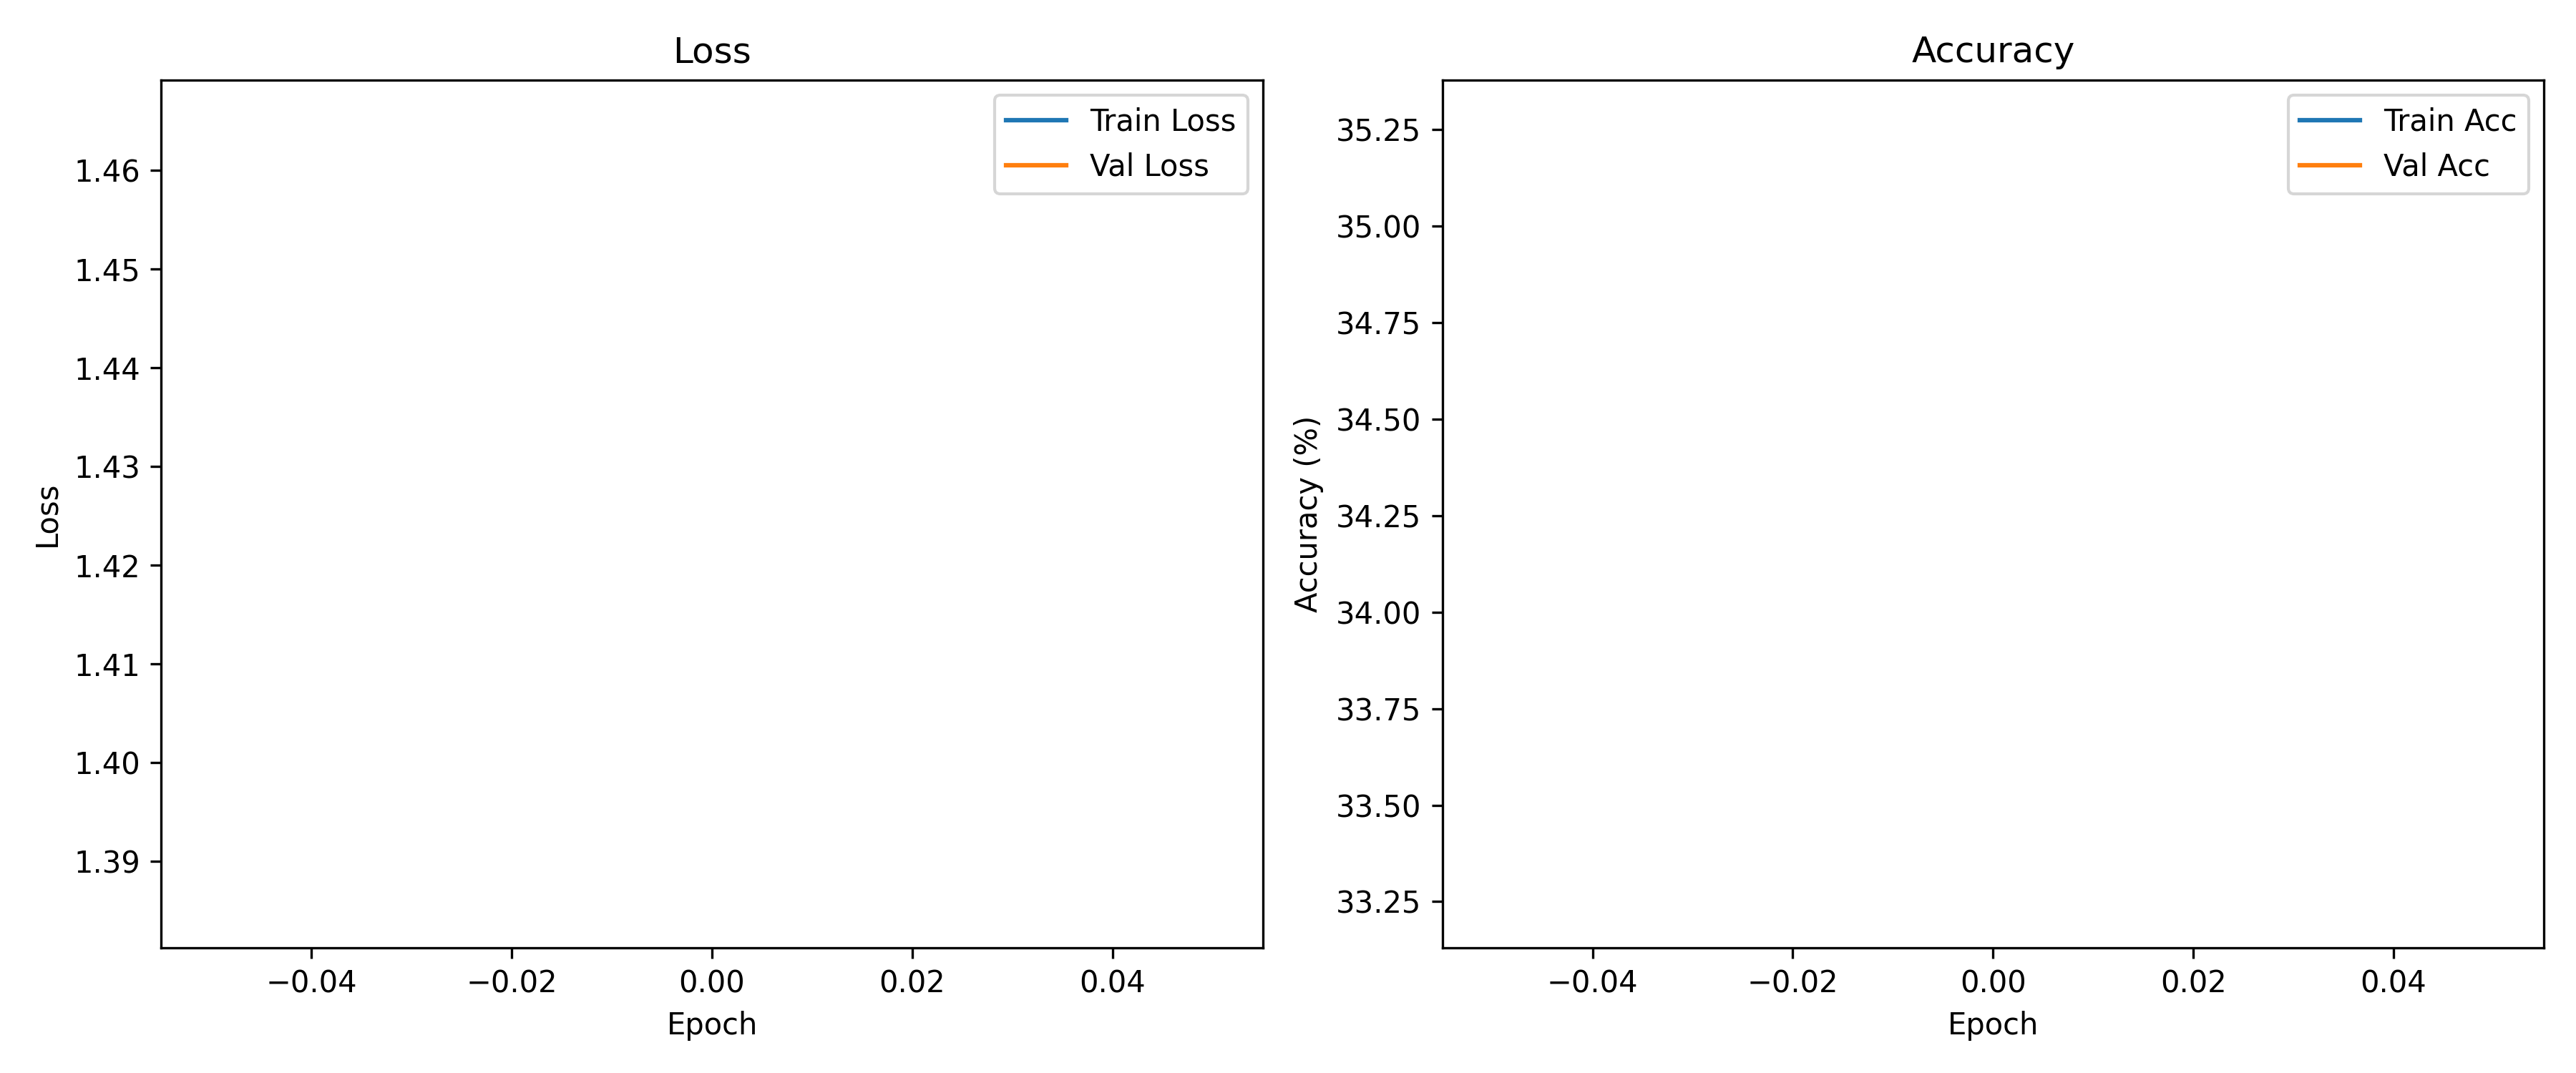 Loss
Train Loss
Val Loss
1.46
1.45
1.44
1.43
1.42
1.41
1.40
1.39
Loss
−0.04 −0.02 0.00 0.02 0.04
Epoch
Accuracy
Train Acc
Val Acc
35.25
35.00
34.75
34.50
34.25
34.00
33.75
33.50
33.25
Accuracy (%)
−0.04 −0.02 0.00 0.02 0.04
Epoch